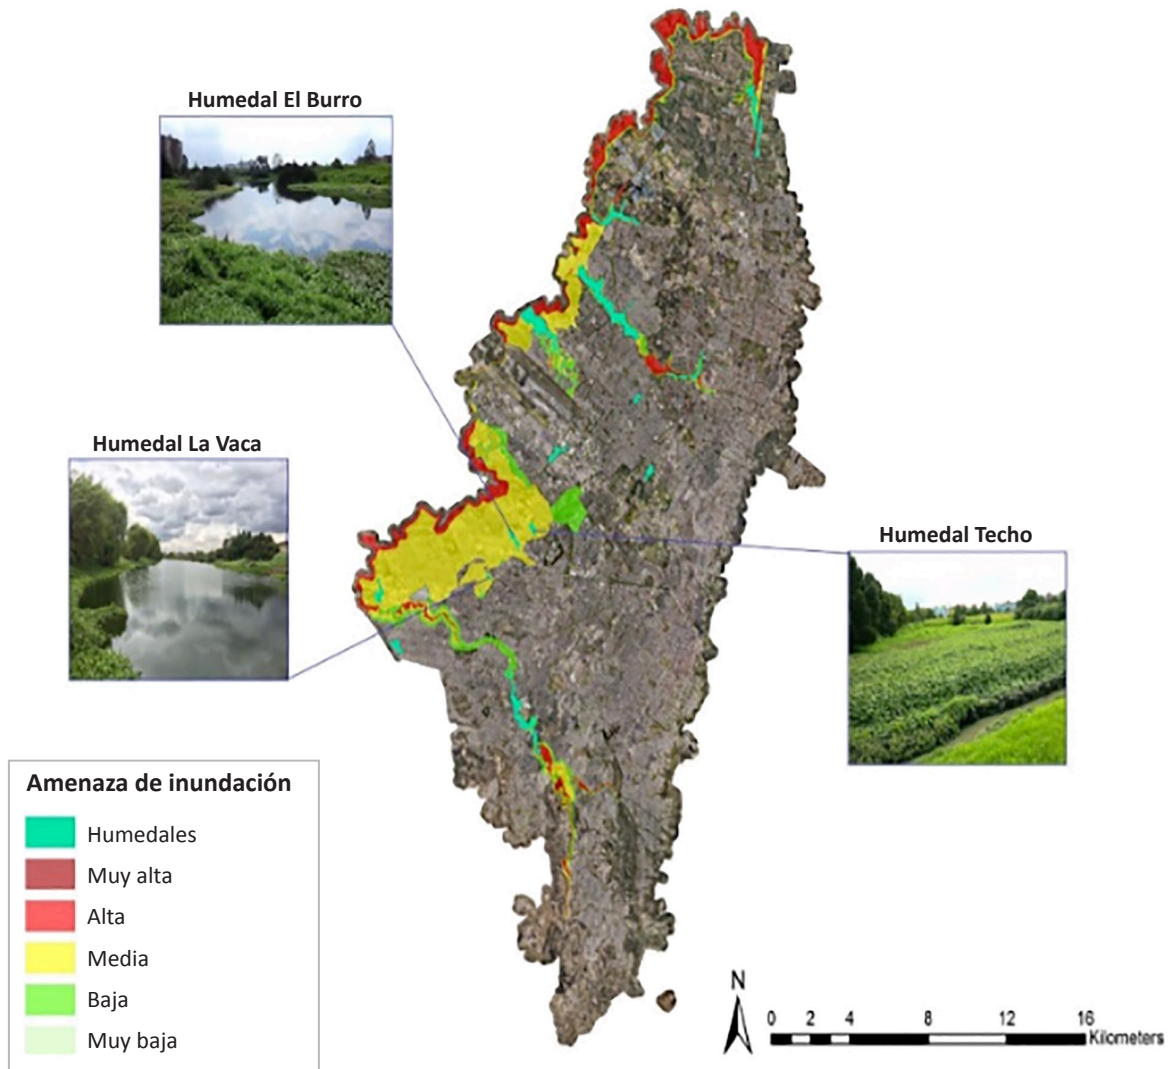 Humedal El Burro
Humedal La Vaca
Humedal Techo
Amenaza de inundación
Humedales
Muy alta
Alta
Media
Baja
Muy baja
N
0 2 4 8 12 16
Kilometers